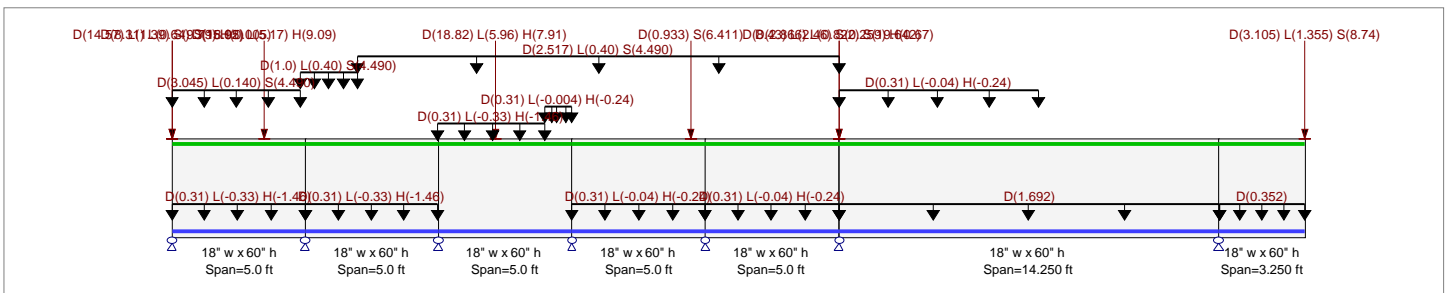 D(18.82) L(5.96) H(7.91)
D(0.933) S(6.411)
D(3.105) L(1.355) S(8.74)
D(2.517) L(0.40) S(4.490)
D(1.0) L(0.40) S(4.490)
D(3.045) L(0.140) S(4.490)
D(0.31) L(-0.04) H(-0.24)
D(0.31) L(-0.004) H(-0.24)
D(0.31) L(-0.33)
D(0.31) L(-0.33) H(-1.46)
D(0.31) L(-0.33) H(-1.46)
D(0.31) L(-0.04) H(-0.24)
D(0.31) L(-0.04) H(-0.24)
D(1.692)
D(0.352)
18" w x 60" h
18" w x 60" h
18" w x 60" h
18" w x 60" h
18" w x 60" h
18" w x 60" h
18" w x 60" h
Span=5.0 ft
Span=5.0 ft
Span=5.0 ft
Span=5.0 ft
Span=5.0 ft
Span=14.250 ft
Span=3.250 ft